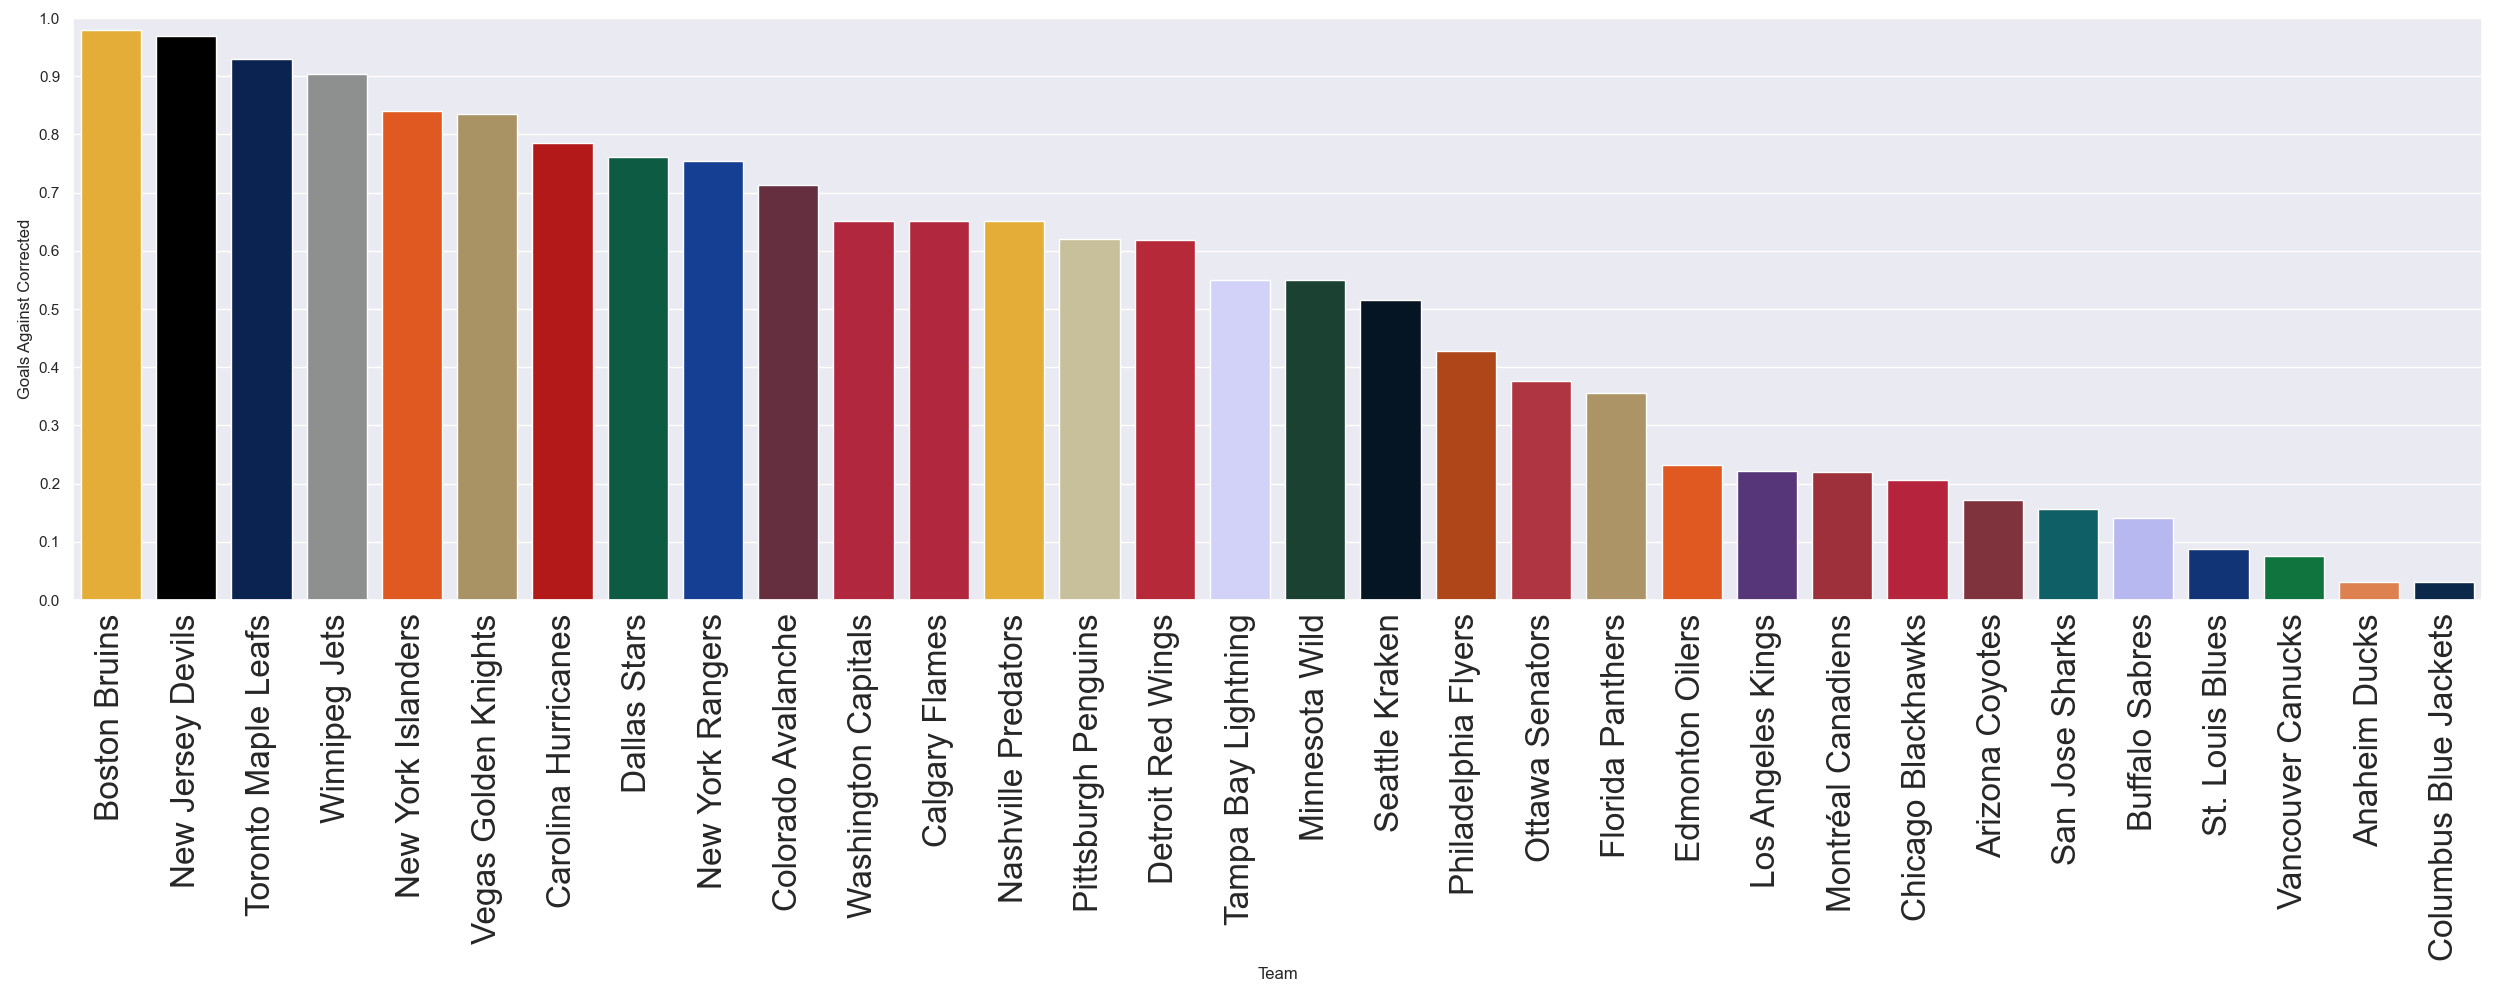 1.0
0.9
0.8
0.7
0.6
0.5
0.4
0.3
0.2
0.1
0.0
Goals Against Corrected
Boston Bruins
New Jersey Devils
Toronto Maple Leafs
Winnipeg Jets
New York Islanders
Vegas Golden Knights
Carolina Hurricanes
Dallas Stars
New York Rangers
Colorado Avalanche
Washington Capitals
Calgary Flames
Nashville Predators
Pittsburgh Penguins
Detroit Red Wings
Tampa Bay Lightning
Minnesota Wild
Seattle Kraken
Philadelphia Flyers
Ottawa Senators
Florida Panthers
Edmonton Oilers
Los Angeles Kings
Montréal Canadiens
Chicago Blackhawks
Arizona Coyotes
San Jose Sharks
Buffalo Sabres
St. Louis Blues
Vancouver Canucks
Anaheim Ducks
Columbus Blue Jackets
Team